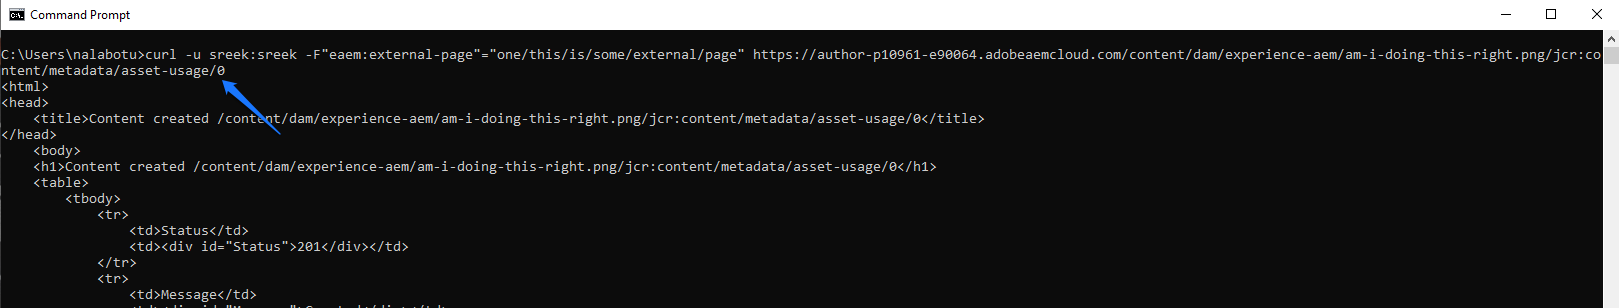 Command Prompt
C:\Users\nalabotu>curl -u sreek:sreek -F"eaem:external-page"="one/this/is/some/external/page" https://author-p10961-e90064.adobeaemcloud.com/content/dam/experience-aem/am-i-doing-this-right.png/jcr:co
ntent/metadata/asset-usage/0
<html>
<head>
    <title>Content created /content/dam/experience-aem/am-i-doing-this-right.png/jcr:content/metadata/asset-usage/0</title>
</head>
    <body>
    <h1>Content created /content/dam/experience-aem/am-i-doing-this-right.png/jcr:content/metadata/asset-usage/0</h1>
    <table>
        <tbody>
            <tr>
                <td>Status</td>
                <td><div id="Status">201</div></td>
            </tr>
            <tr>
                <td>Message</td>